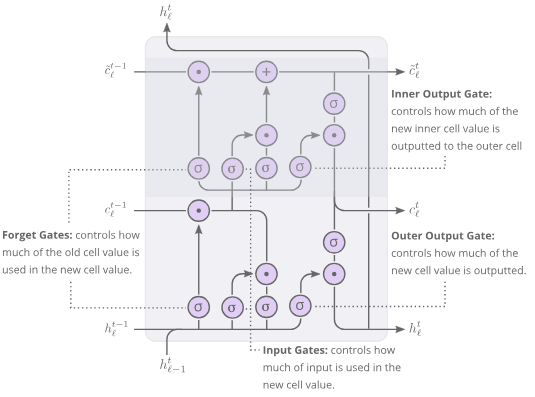 $h_\ell^t$
$\tilde{c}_\ell^{t-1}$
$\tilde{c}_\ell^t$
Inner Output Gate:
controls how much of the
new inner cell value is
outputted to the outer cell
+
σ
σ
σ
σ
σ
$c_\ell^{t-1}$
$c_\ell^t$
Forget Gates: controls how
much of the old cell value is
used in the new cell value.
Outer Output Gate:
controls how much of the
new cell value is outputted.
σ
σ
σ
σ
σ
$h_\ell^{t-1}$
$h_\ell^t$
$h_{\ell-1}^t$
Input Gates: controls how
much of input is used in the
new cell value.